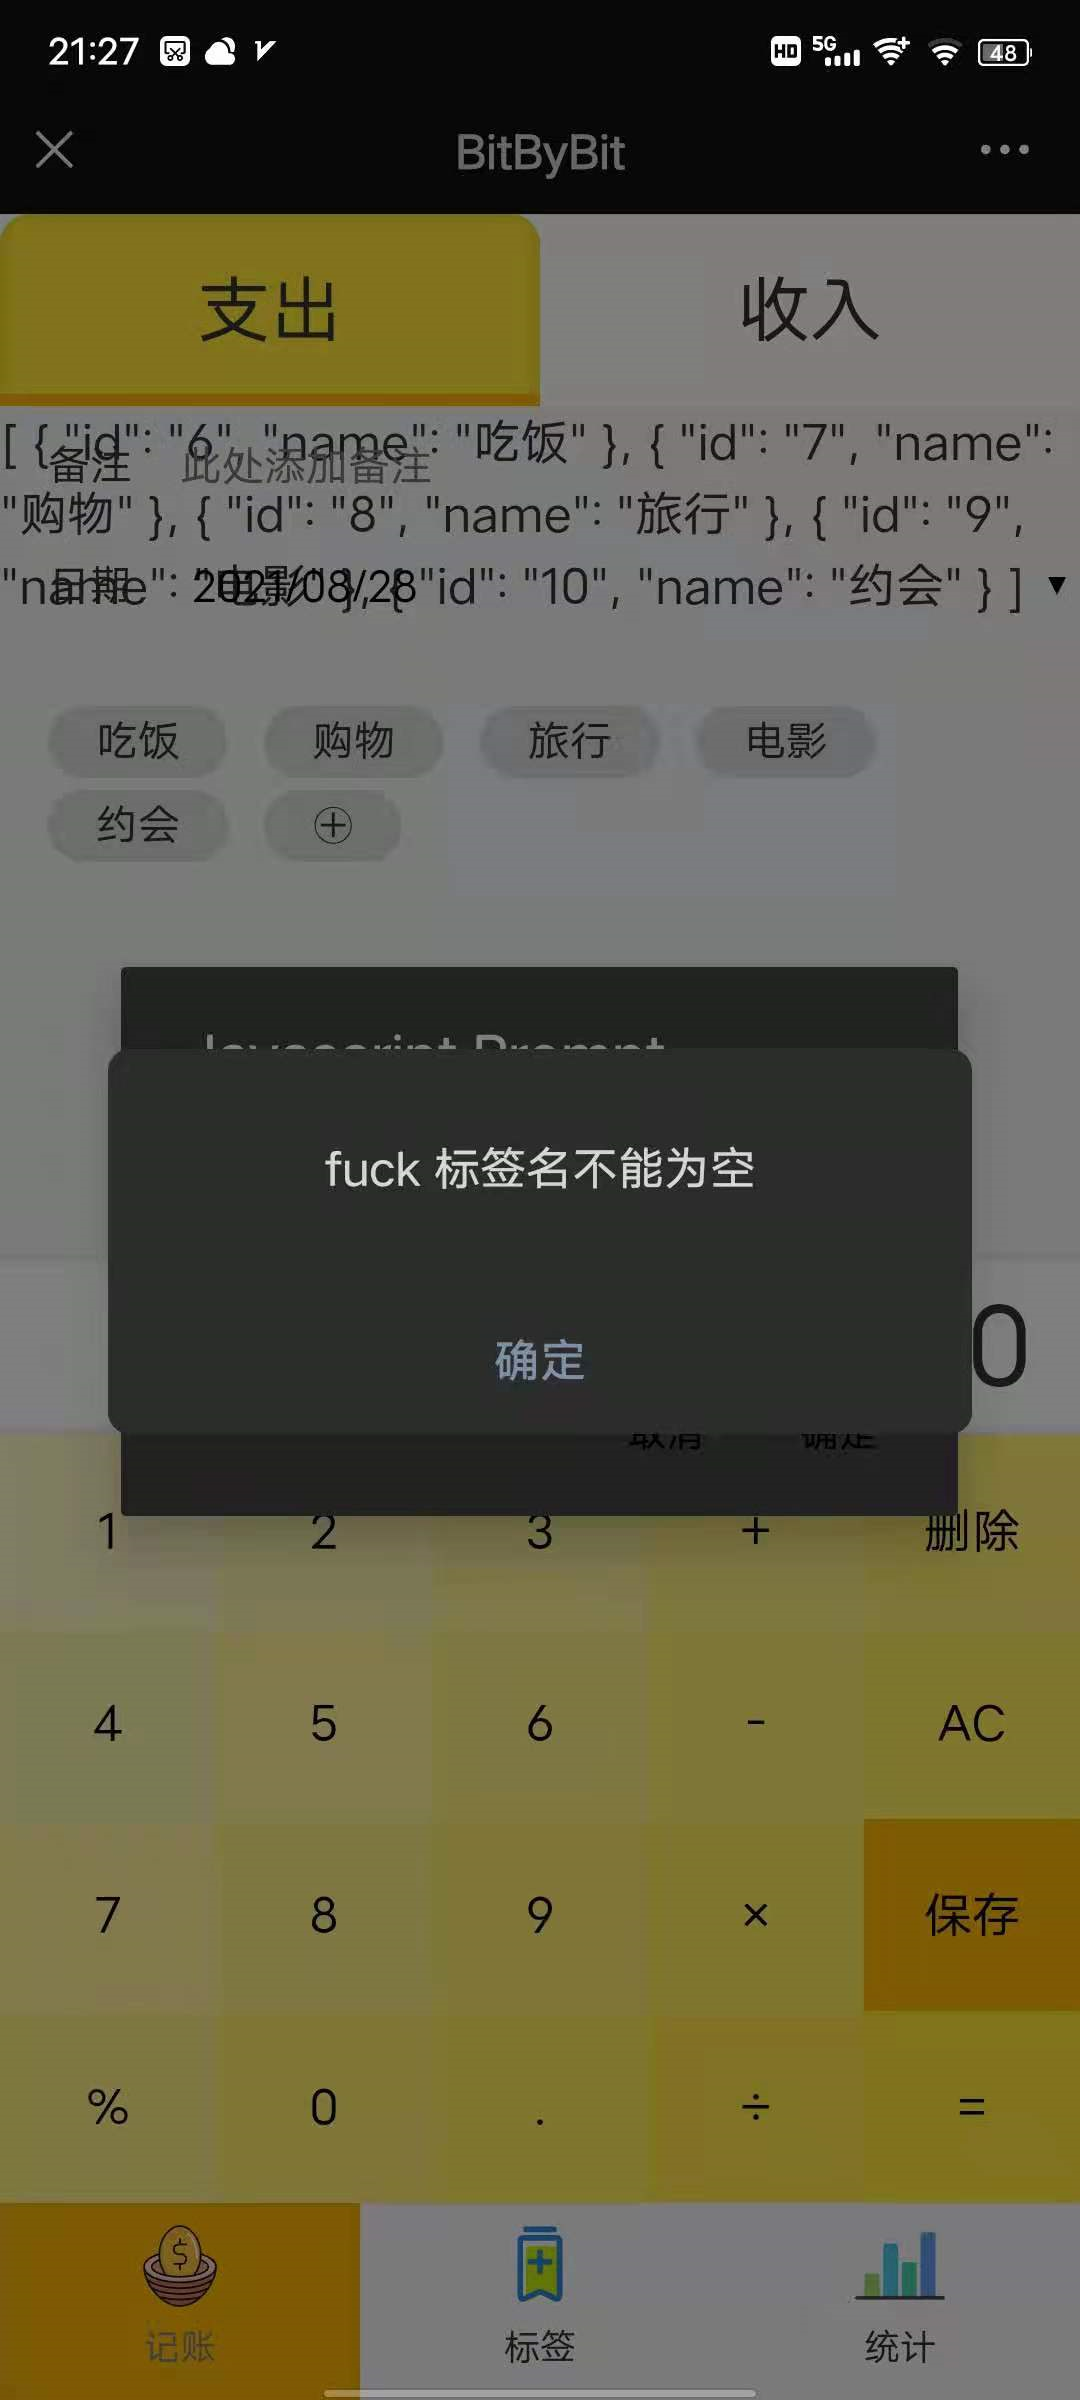 21:27
HD 5G 48
BitByBit
支出 收入
[ { "id": "6", "name": "吃饭" }, { "id": "7", "name":
备注 此处添加备注
"购物" }, { "id": "8", "name": "旅行" }, { "id": "9",
"name": "电影" }, { "id": "10", "name": "约会" } ] ▼
日期 2021/08/28
吃饭 购物 旅行 电影
约会 ⊕
Javascript Prompt
fuck 标签名不能为空
0
确定
取消 确定
1 2 3 + 删除
4 5 6 - AC
7 8 9 × 保存
% 0 . ÷ =
记账 标签 统计